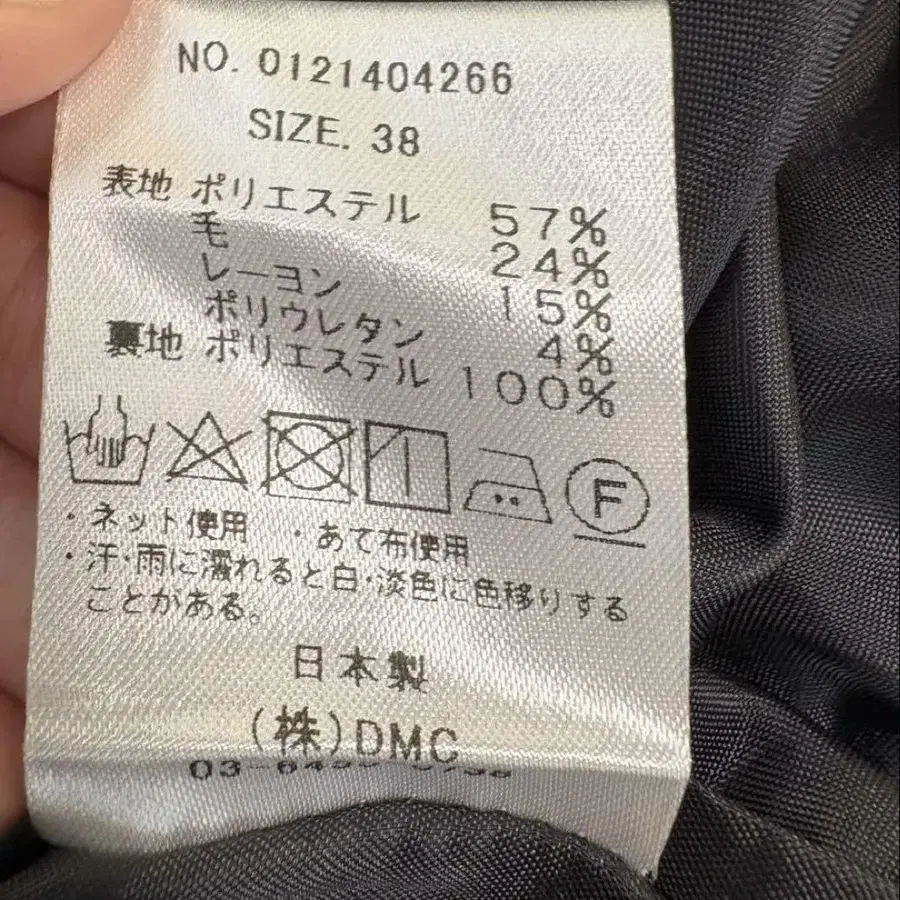 NO. 0121404266
SIZE. 38
表地 ポリエステル 57%
毛 24%
レーヨン 15%
ポリウレタン 4%
裏地 ポリエステル 100%
F
・ネット使用 ・あて布使用
・汗・雨に濡れると白・淡色に色移りする
ことがある。
日本製
(株)DMC